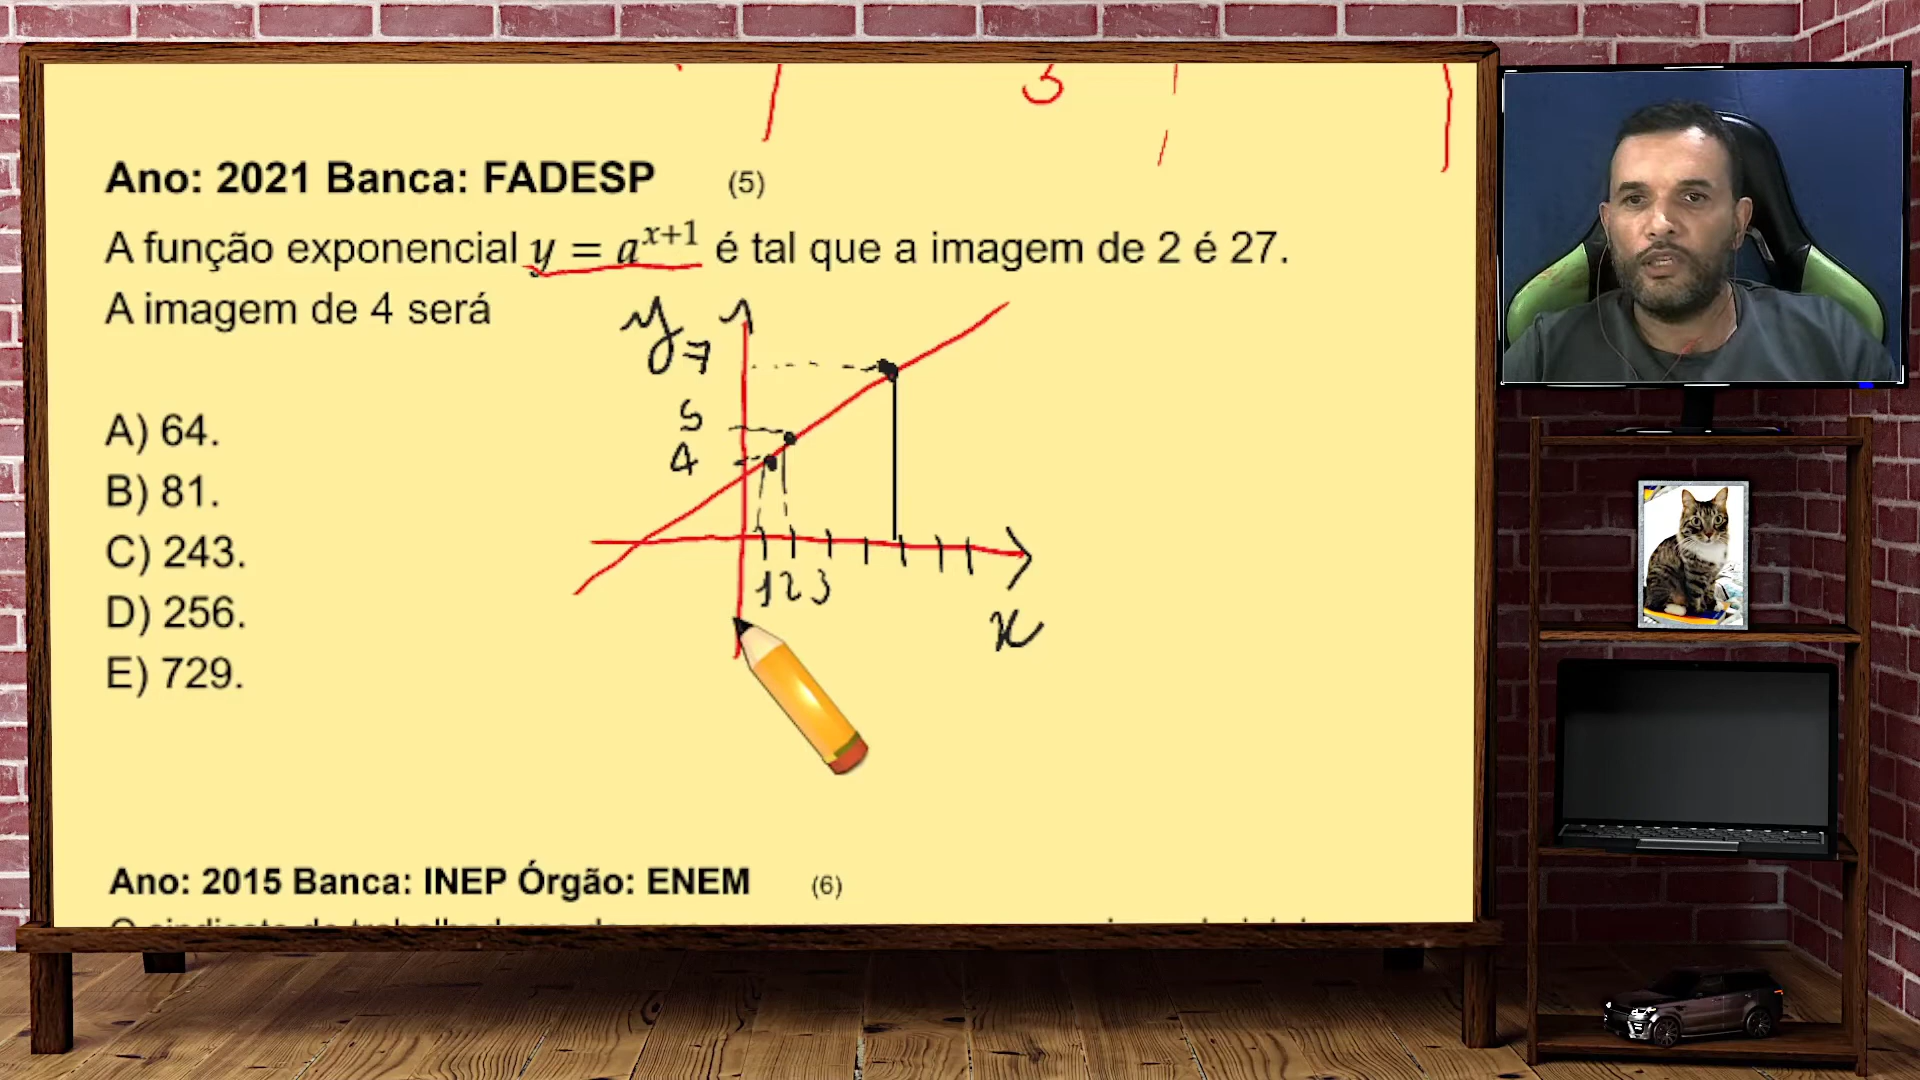 3
Ano: 2021 Banca: FADESP (5)
A função exponencial y = a^{x+1} é tal que a imagem de 2 é 27.
A imagem de 4 será
y
7
5
4
1 2 3
x
A) 64.
B) 81.
C) 243.
D) 256.
E) 729.
Ano: 2015 Banca: INEP Órgão: ENEM (6)